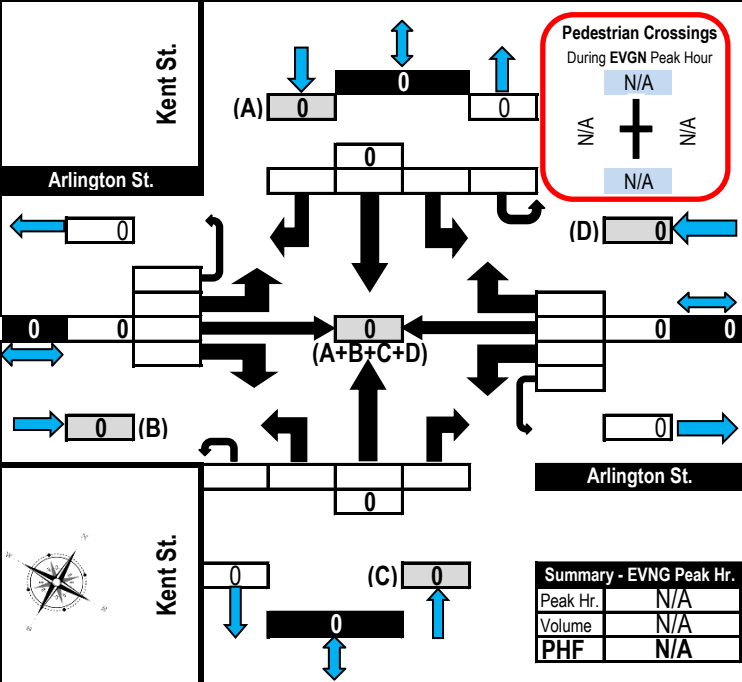 Kent St.
Pedestrian Crossings
During EVGN Peak Hour
N/A
N/A
N/A
N/A
0
(A)
0
0
0
Arlington St.
0
(D)
0
0
0
0
0
0
(A+B+C+D)
0
(B)
0
Arlington St.
0
Kent St.
0
(C)
0
0
Summary - EVNG Peak Hr.
Peak Hr. N/A
Volume N/A
PHF N/A